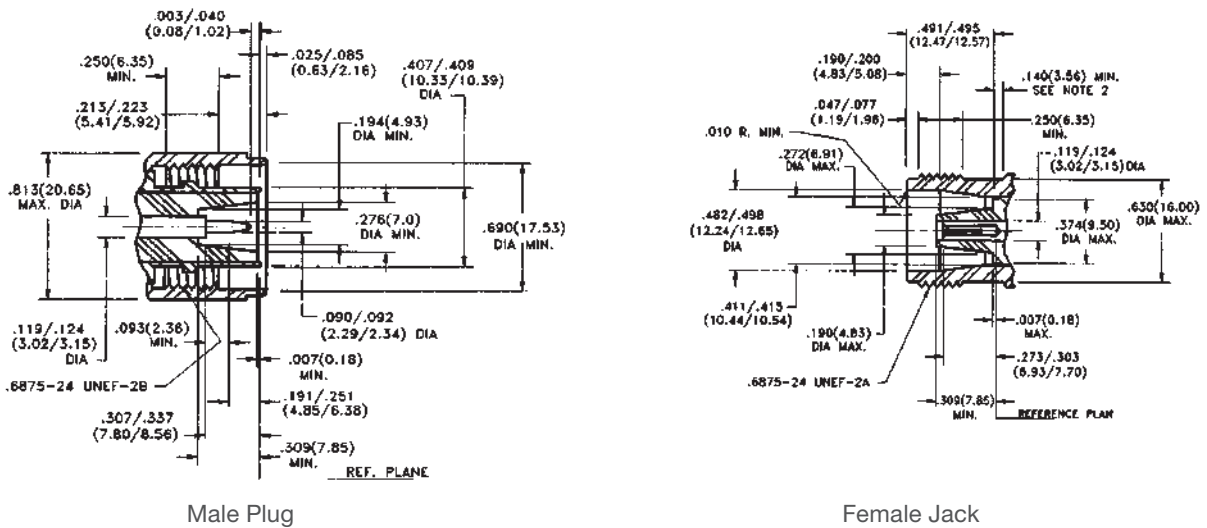 .003/.040
(0.08/1.02)
.025/.085
(0.63/2.16)
.250(6.35)
MIN.
.407/.409
(10.33/10.39)
DIA
.213/.223
(5.41/5.92)
.194(4.93)
DIA MIN.
.813(20.65)
MAX. DIA
.276(7.0)
DIA MIN.
.690(17.53)
DIA MIN.
.119/.124
(3.02/3.15)
DIA
.093(2.36)
MIN.
.090/.092
(2.29/2.34) DIA
.007(0.18)
MIN.
.6875-24 UNEF-2B
.191/.251
(4.85/6.38)
.307/.337
(7.80/8.56)
.309(7.85)
MIN.
REF. PLANE
Male Plug
.491/.495
(12.47/12.57)
.190/.200
(4.83/5.08)
.140(3.56) MIN.
SEE NOTE 2
.047/.077
(1.19/1.96)
.250(6.35)
MIN.
.010 R. MIN.
.272(6.91)
DIA MAX.
.119/.124
(3.02/3.15)DIA
.482/.498
(12.24/12.65)
DIA
.374(9.50)
DIA MAX.
.630(16.00)
DIA MAX.
.411/.415
(10.44/10.54)
.190(4.83)
DIA MAX.
.007(0.18)
MAX.
.273/.303
(6.93/7.70)
.6875-24 UNEF-2A
.309(7.85)
MIN.
REFERENCE PLAN
Female Jack